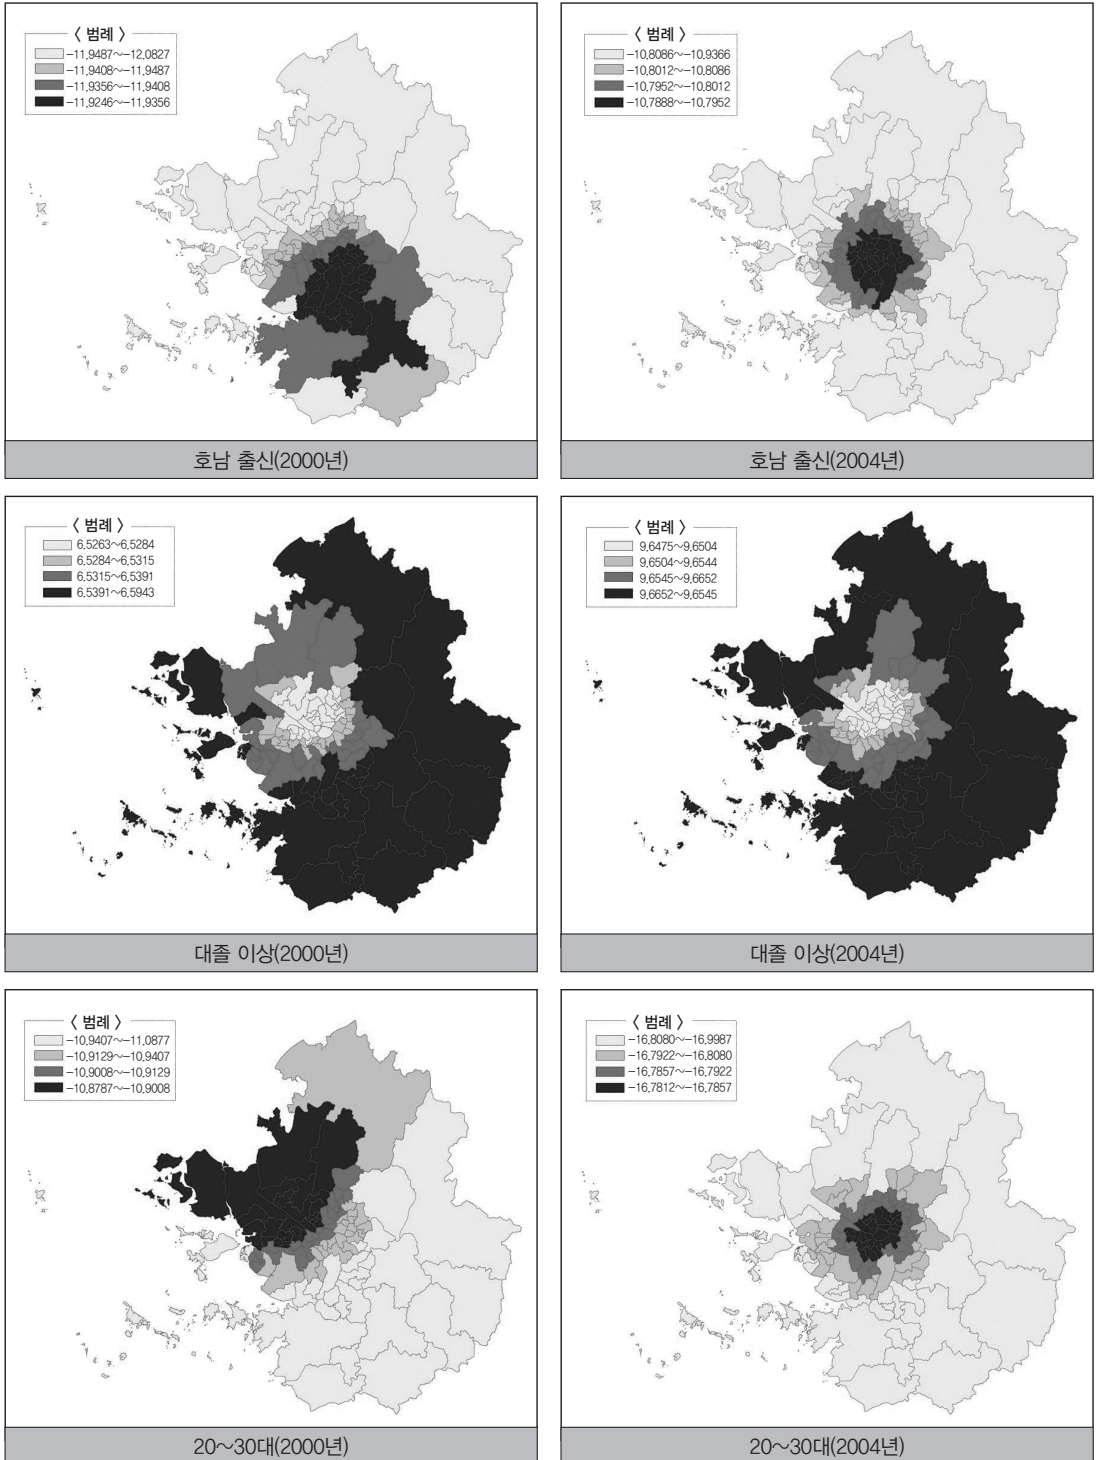 〈 범례 〉
-11.9487~-12.0827
-11.9408~-11.9487
-11.9356~-11.9408
-11.9246~-11.9356
호남 출신(2000년)
〈 범례 〉
-10.8086~-10.9366
-10.8012~-10.8086
-10.7952~-10.8012
-10.7888~-10.7952
호남 출신(2004년)
〈 범례 〉
6.5263~6.5284
6.5284~6.5315
6.5315~6.5391
6.5391~6.5943
대졸 이상(2000년)
〈 범례 〉
9.6475~9.6504
9.6504~9.6544
9.6545~9.6652
9.6652~9.6545
대졸 이상(2004년)
〈 범례 〉
-10.9407~-11.0877
-10.9129~-10.9407
-10.9008~-10.9129
-10.8787~-10.9008
20~30대(2000년)
〈 범례 〉
-16.8080~-16.9987
-16.7922~-16.8080
-16.7857~-16.7922
-16.7812~-16.7857
20~30대(2004년)